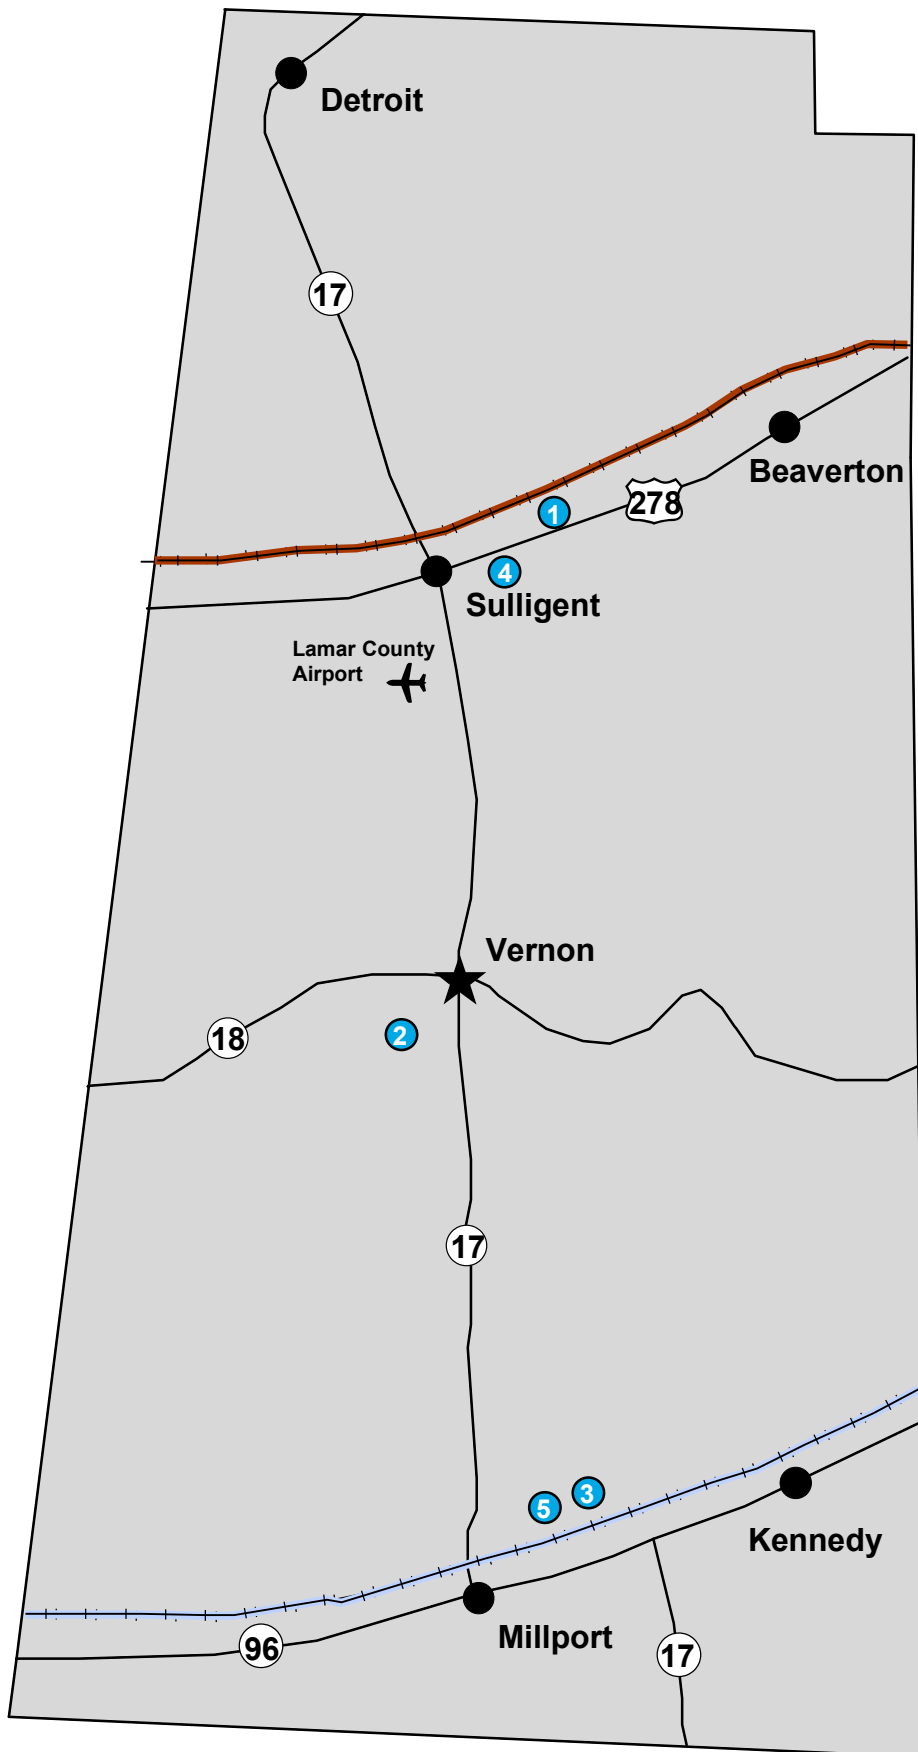 Detroit
17
Beaverton
278
1
4
Sulligent
Lamar County
Airport
Vernon
18
2
17
3
5
Kennedy
Millport
96
17